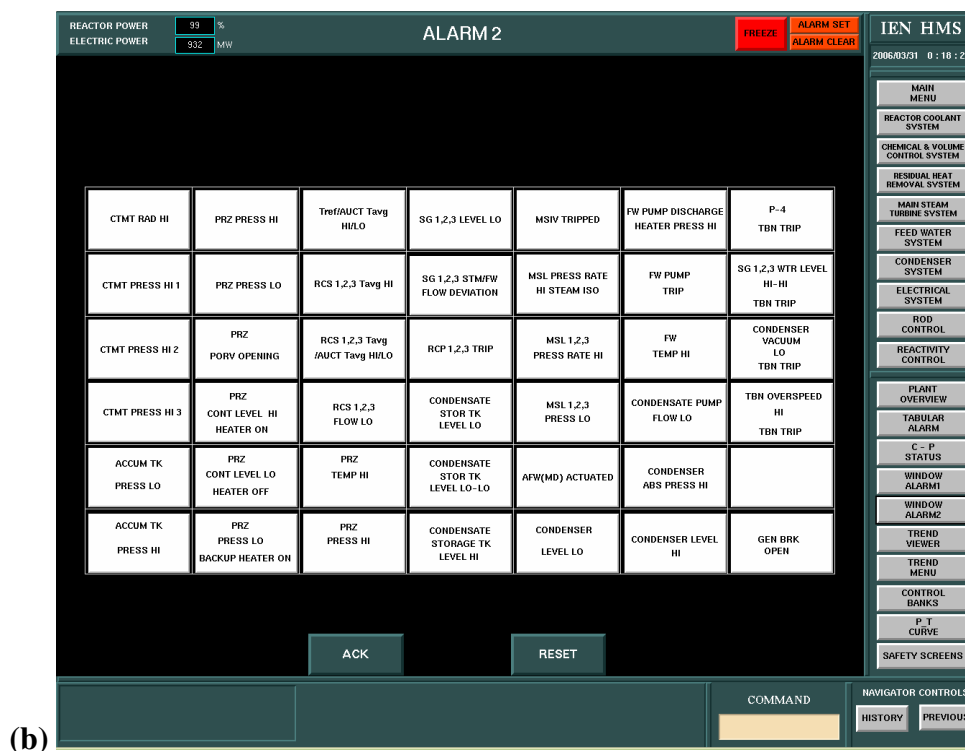 REACTOR POWER 99 %
ELECTRIC POWER 932 MW
ALARM 2
FREEZE
ALARM SET
ALARM CLEAR
IEN HMS
2006/03/31 0 : 18 : 2
CTMT RAD HI
PRZ PRESS HI
Tref/AUCT Tavg
HI/LO
SG 1,2,3 LEVEL LO
MSIV TRIPPED
FW PUMP DISCHARGE
HEATER PRESS HI
P-4
TBN TRIP
CTMT PRESS HI 1
PRZ PRESS LO
RCS 1,2,3 Tavg HI
SG 1,2,3 STM/FW
FLOW DEVIATION
MSL PRESS RATE
HI STEAM ISO
FW PUMP
TRIP
SG 1,2,3 WTR LEVEL
HI-HI
TBN TRIP
CTMT PRESS HI 2
PRZ
PORV OPENING
RCS 1,2,3 Tavg
/AUCT Tavg HI/LO
RCP 1,2,3 TRIP
MSL 1,2,3
PRESS RATE HI
FW
TEMP HI
CONDENSER
VACUUM
LO
TBN TRIP
CTMT PRESS HI 3
PRZ
CONT LEVEL HI
HEATER ON
RCS 1,2,3
FLOW LO
CONDENSATE
STOR TK
LEVEL LO
MSL 1,2,3
PRESS LO
CONDENSATE PUMP
FLOW LO
TBN OVERSPEED
HI
TBN TRIP
ACCUM TK
PRESS LO
PRZ
CONT LEVEL LO
HEATER OFF
PRZ
TEMP HI
CONDENSATE
STOR TK
LEVEL LO-LO
AFW(MD) ACTUATED
CONDENSER
ABS PRESS HI
ACCUM TK
PRESS HI
PRZ
PRESS LO
BACKUP HEATER ON
PRZ
PRESS HI
CONDENSATE
STORAGE TK
LEVEL HI
CONDENSER
LEVEL LO
CONDENSER LEVEL
HI
GEN BRK
OPEN
ACK
RESET
MAIN
MENU
REACTOR COOLANT
SYSTEM
CHEMICAL & VOLUME
CONTROL SYSTEM
RESIDUAL HEAT
REMOVAL SYSTEM
MAIN STEAM
TURBINE SYSTEM
FEED WATER
SYSTEM
CONDENSER
SYSTEM
ELECTRICAL
SYSTEM
ROD
CONTROL
REACTIVITY
CONTROL
PLANT
OVERVIEW
TABULAR
ALARM
C - P
STATUS
WINDOW
ALARM1
WINDOW
ALARM2
TREND
VIEWER
TREND
MENU
CONTROL
BANKS
P_T
CURVE
SAFETY SCREENS
COMMAND
NAVIGATOR CONTROLS
HISTORY
PREVIOUS
(b)